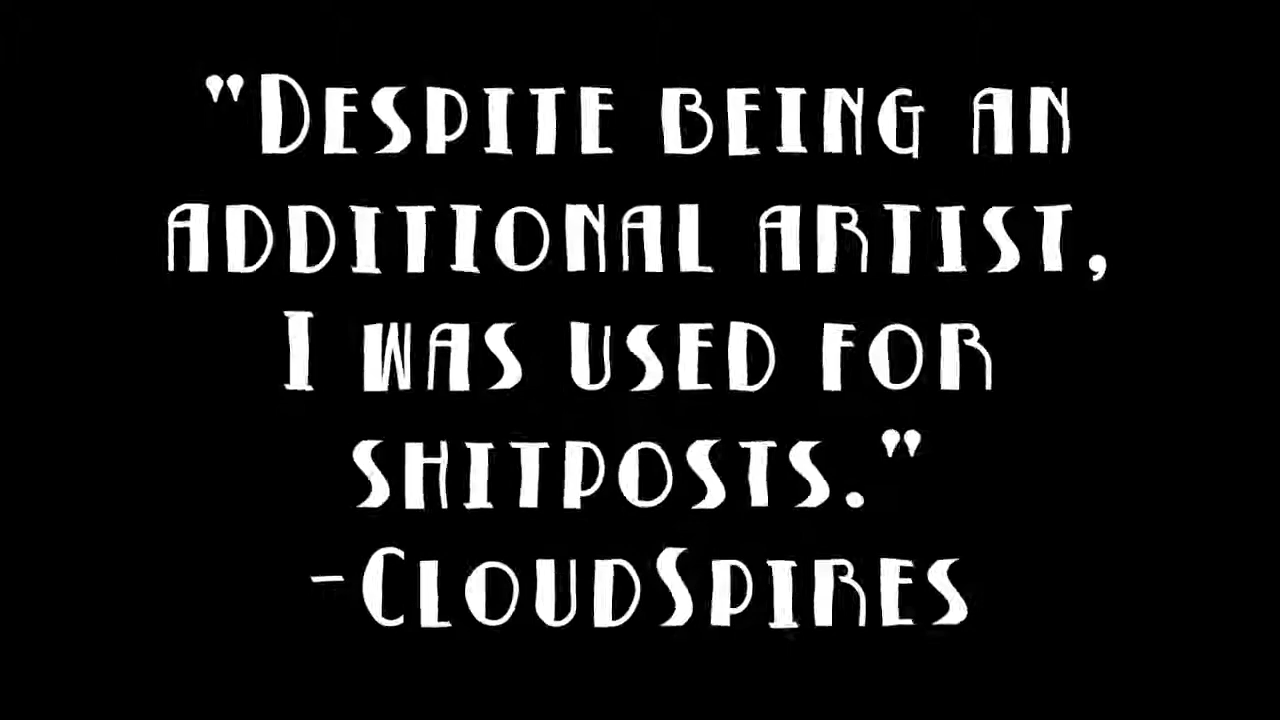 "Despite being an
additional artist,
I was used for
shitposts."
-CloudSpires